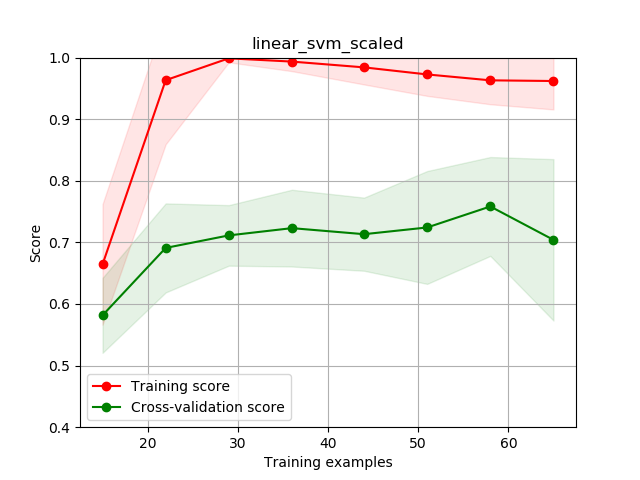 linear_svm_scaled
1.0
0.9
0.8
0.7
0.6
0.5
0.4
Score
Training score
Cross-validation score
20 30 40 50 60
Training examples